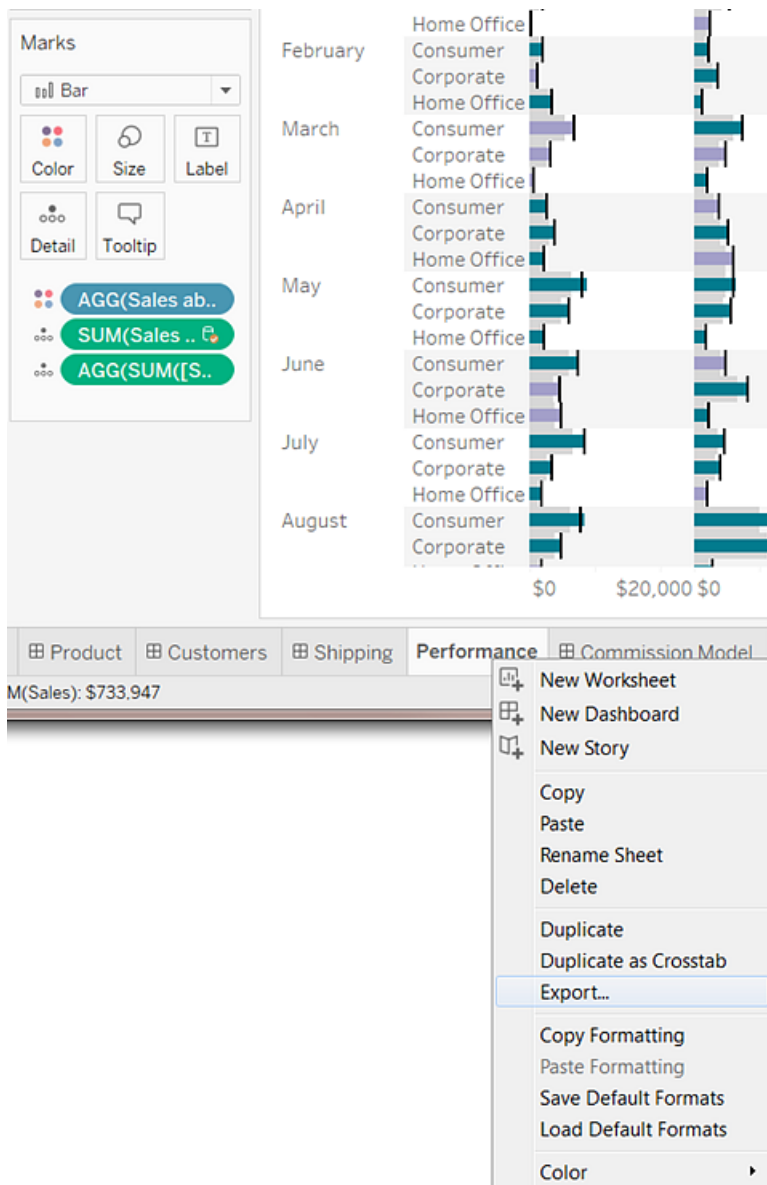 Marks
Bar
Color Size Label
Detail Tooltip
AGG(Sales ab..
SUM(Sales ..
AGG(SUM([S..
Home Office
February Consumer
Corporate
Home Office
March Consumer
Corporate
Home Office
April Consumer
Corporate
Home Office
May Consumer
Corporate
Home Office
June Consumer
Corporate
Home Office
July Consumer
Corporate
Home Office
August Consumer
Corporate
$0 $20,000 $0
Product Customers Shipping Performance Commission Model
M(Sales): $733,947
New Worksheet
New Dashboard
New Story
Copy
Paste
Rename Sheet
Delete
Duplicate
Duplicate as Crosstab
Export...
Copy Formatting
Paste Formatting
Save Default Formats
Load Default Formats
Color